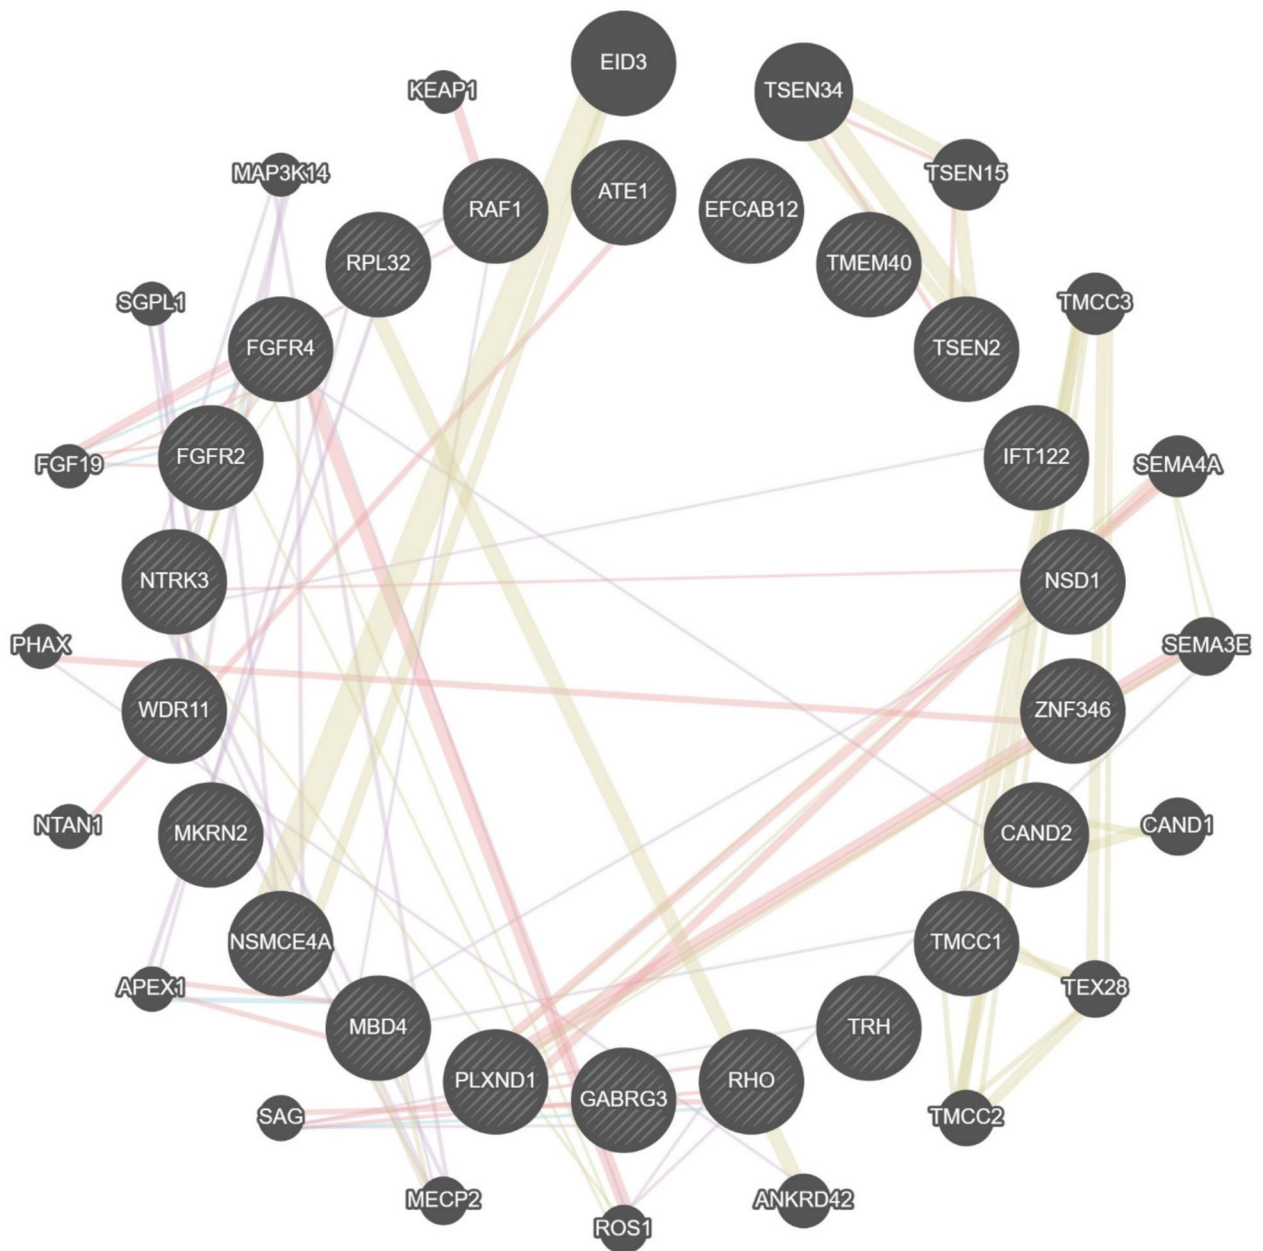 EID3
TSEN34
KEAP1
MAP3K14
TSEN15
ATE1
RAF1
EFCAB12
RPL32
TMEM40
SGPL1
TMCC3
FGFR4
TSEN2
FGF19
FGFR2
IFT122
SEMA4A
NTRK3
NSD1
PHAX
SEMA3E
WDR11
ZNF346
NTAN1
MKRN2
CAND2
CAND1
NSMCE4A
TMCC1
APEX1
TEX28
MBD4
TRH
PLXND1
GABRG3
RHO
SAG
TMCC2
MECP2
ROS1
ANKRD42